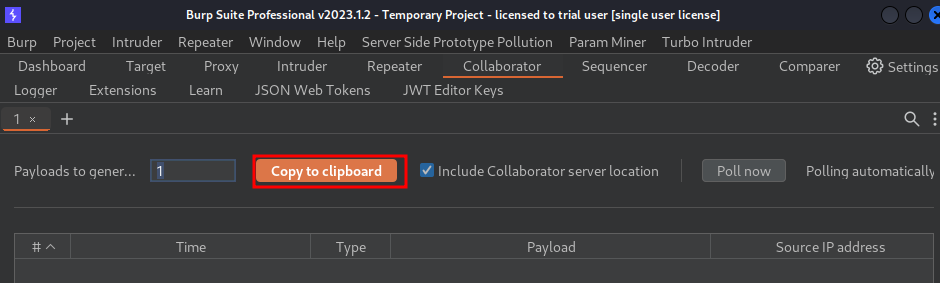 Burp Suite Professional v2023.1.2 - Temporary Project - licensed to trial user [single user license]
Burp Project Intruder Repeater Window Help Server Side Prototype Pollution Param Miner Turbo Intruder
Dashboard Target Proxy Intruder Repeater Collaborator Sequencer Decoder Comparer Settings
Logger Extensions Learn JSON Web Tokens JWT Editor Keys
1 × +
Payloads to gener... 1 Copy to clipboard Include Collaborator server location Poll now Polling automatically
# Time Type Payload Source IP address